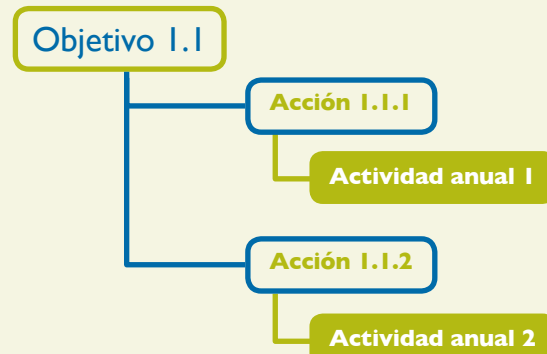 Objetivo 1.1
Acción 1.1.1
Actividad anual 1
Acción 1.1.2
Actividad anual 2